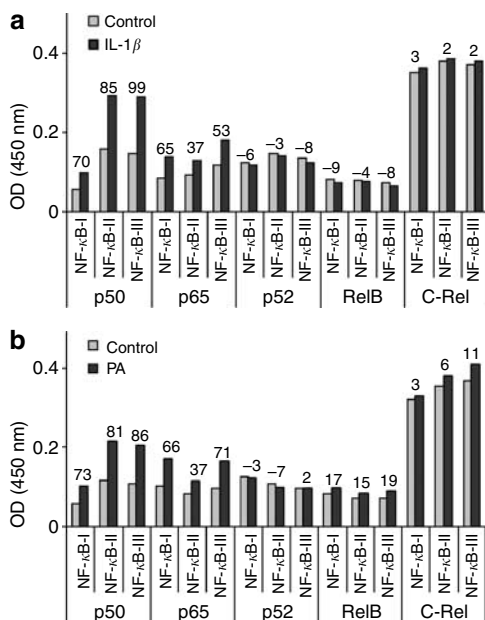 a
Control
IL-1β
OD (450 nm)
0.4
0.2
0
70 85 99 65 37 53 –6 –3 –8 –9 –4 –8 3 2 2
NF-κB-I NF-κB-II NF-κB-III NF-κB-I NF-κB-II NF-κB-III NF-κB-I NF-κB-II NF-κB-III NF-κB-I NF-κB-II NF-κB-III NF-κB-I NF-κB-II NF-κB-III
p50 p65 p52 RelB C-Rel
b
Control
PA
OD (450 nm)
0.4
0.2
0
73 81 86 66 37 71 –3 –7 2 17 15 19 3 6 11
NF-κB-I NF-κB-II NF-κB-III NF-κB-I NF-κB-II NF-κB-III NF-κB-I NF-κB-II NF-κB-III NF-κB-I NF-κB-II NF-κB-III NF-κB-I NF-κB-II NF-κB-III
p50 p65 p52 RelB C-Rel